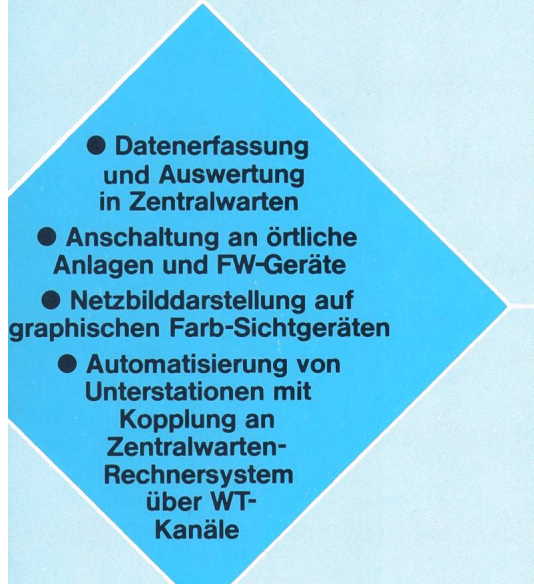 ● Datenerfassung
und Auswertung
in Zentralwarten
● Anschaltung an örtliche
Anlagen und FW-Geräte
● Netzbilddarstellung auf
graphischen Farb-Sichtgeräten
● Automatisierung von
Unterstationen mit
Kopplung an
Zentralwarten-
Rechnersystem
über WT-
Kanäle